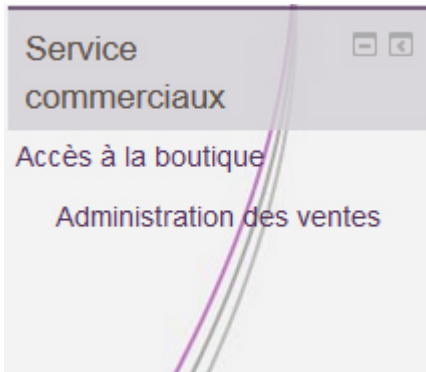 Service
commerciaux
Accès à la boutique
Administration des ventes